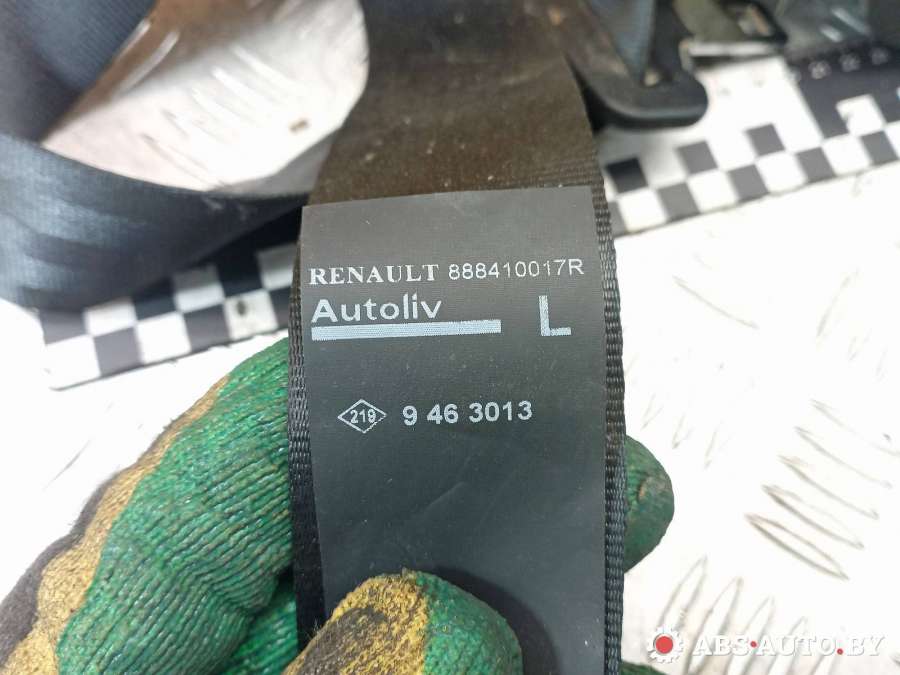 RENAULT 888410017R
Autoliv L
219 9 46 3013
ABS-AUTO.BY